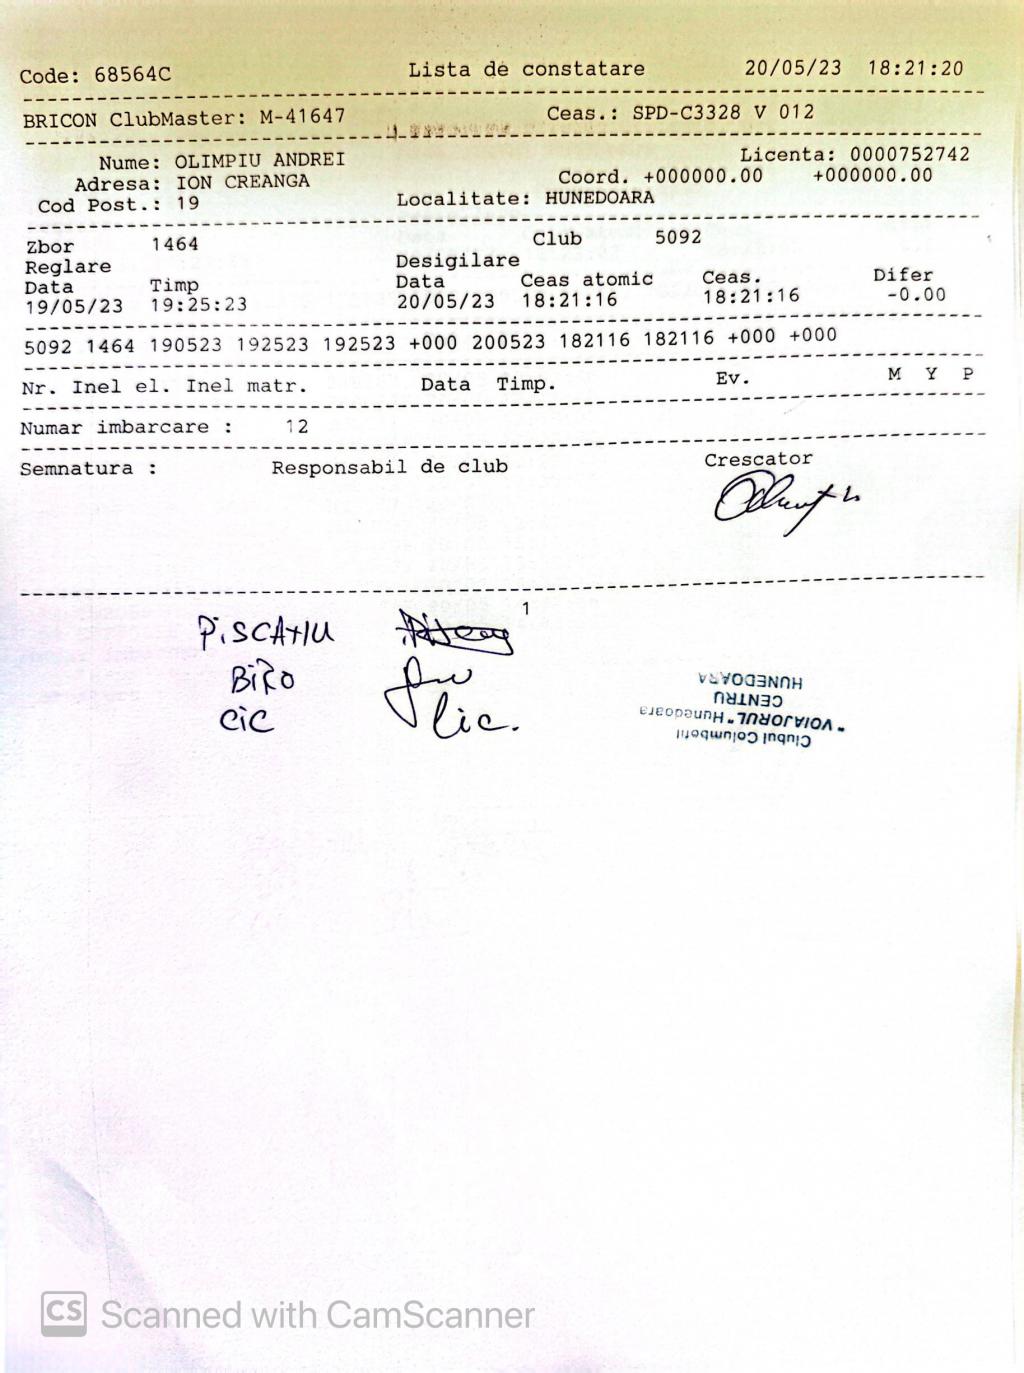 Code: 68564C Lista de constatare 20/05/23 18:21:20
BRICON ClubMaster: M-41647 Ceas.: SPD-C3328 V 012
Nume: OLIMPIU ANDREI Licenta: 0000752742
Adresa: ION CREANGA Coord. +000000.00 +000000.00
Cod Post.: 19 Localitate: HUNEDOARA
Zbor 1464 Club 5092
Reglare Desigilare
Data Timp Data Ceas atomic Ceas. Difer
19/05/23 19:25:23 20/05/23 18:21:16 18:21:16 -0.00
5092 1464 190523 192523 192523 +000 200523 182116 182116 +000 +000
Nr. Inel el. Inel matr. Data Timp. Ev. M Y P
Numar imbarcare : 12
Semnatura : Responsabil de club Crescator
1
PiSCAtiU
BiRO
CiC Cic.
Clubul Columbofil
"VOIAJORUL" Hunedoara
CENTRU
HUNEDOARA
CS Scanned with CamScanner